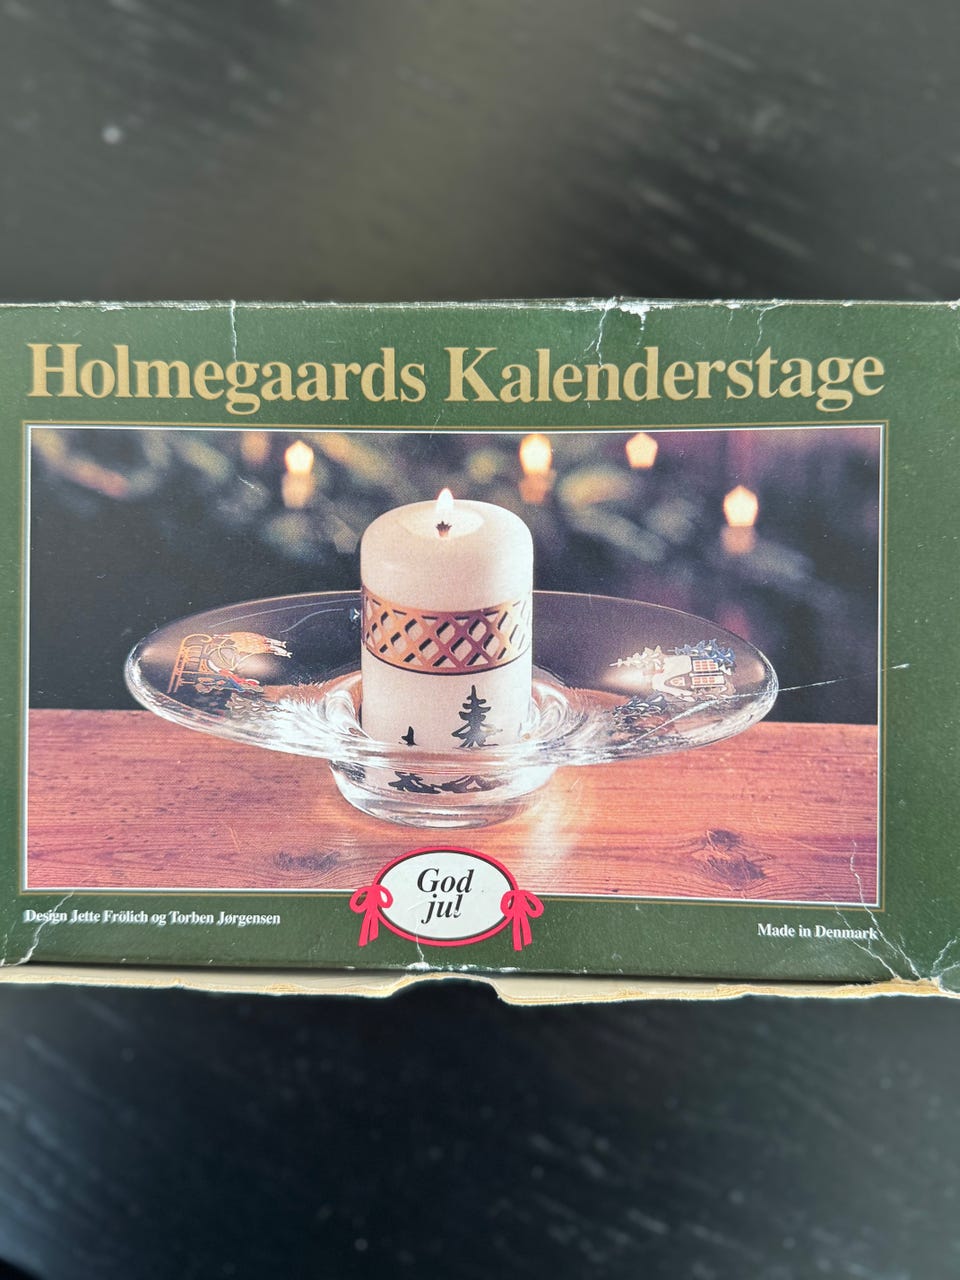 Holmegaards Kalenderstage
God
jul
Design Jette Frölich og Torben Jørgensen
Made in Denmark